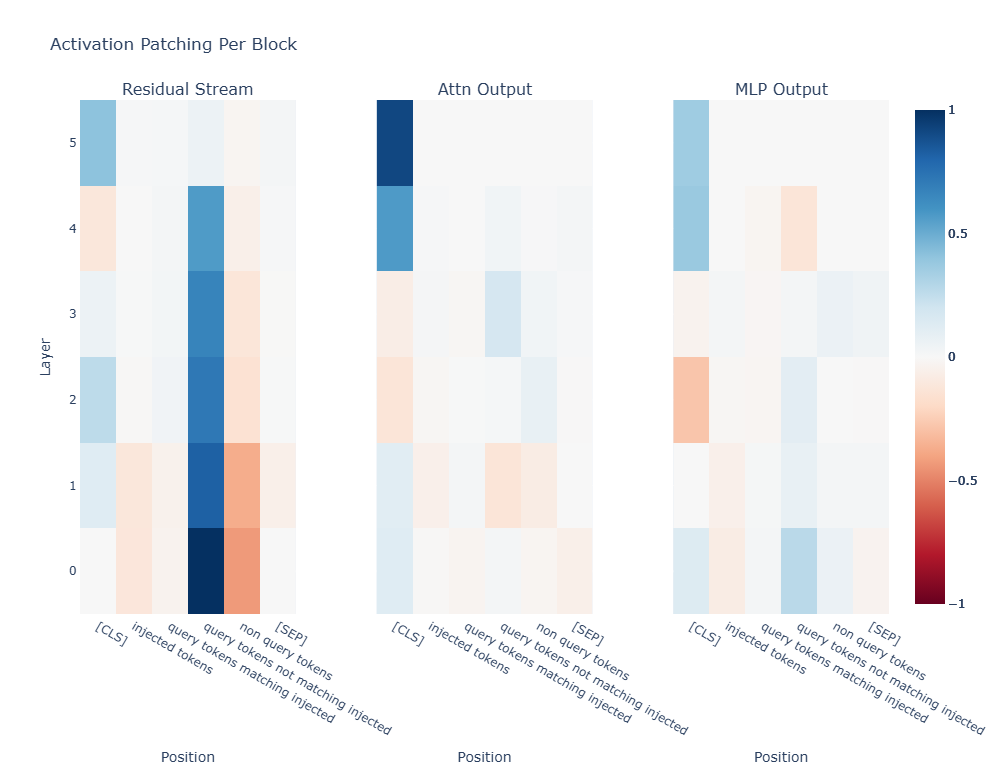 Activation Patching Per Block
Residual Stream
Attn Output
MLP Output
Layer
5
4
3
2
1
0
[CLS]
injected tokens
query tokens matching injected
query tokens not matching injected
non query tokens
[SEP]
[CLS]
injected tokens
query tokens matching injected
query tokens not matching injected
non query tokens
[SEP]
[CLS]
injected tokens
query tokens matching injected
query tokens not matching injected
non query tokens
[SEP]
Position
Position
Position
1
0.5
0
−0.5
−1